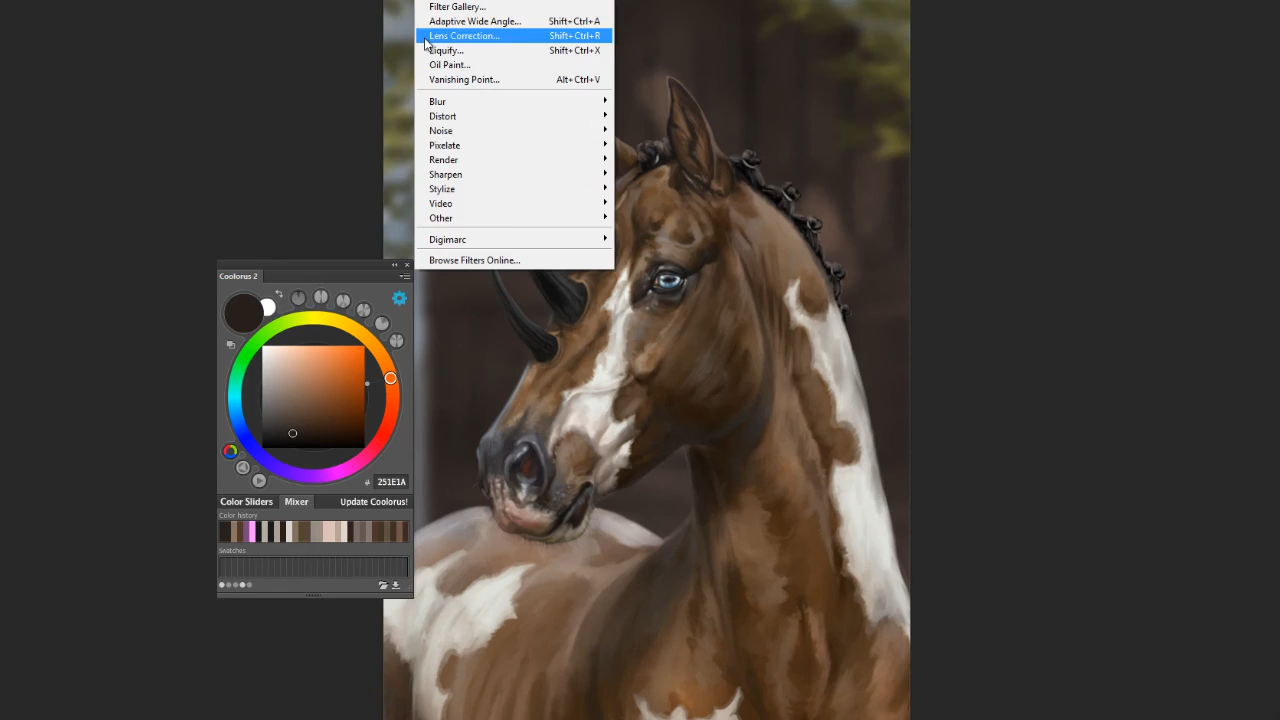 Filter Gallery...
Adaptive Wide Angle... Shift+Ctrl+A
Lens Correction... Shift+Ctrl+R
Liquify... Shift+Ctrl+X
Oil Paint...
Vanishing Point... Alt+Ctrl+V
Blur
Distort
Noise
Pixelate
Render
Sharpen
Stylize
Video
Other
Digimarc
Browse Filters Online...
Coolorus 2
# 251E1A
Color Sliders Mixer Update Coolorus!
Color history
Swatches